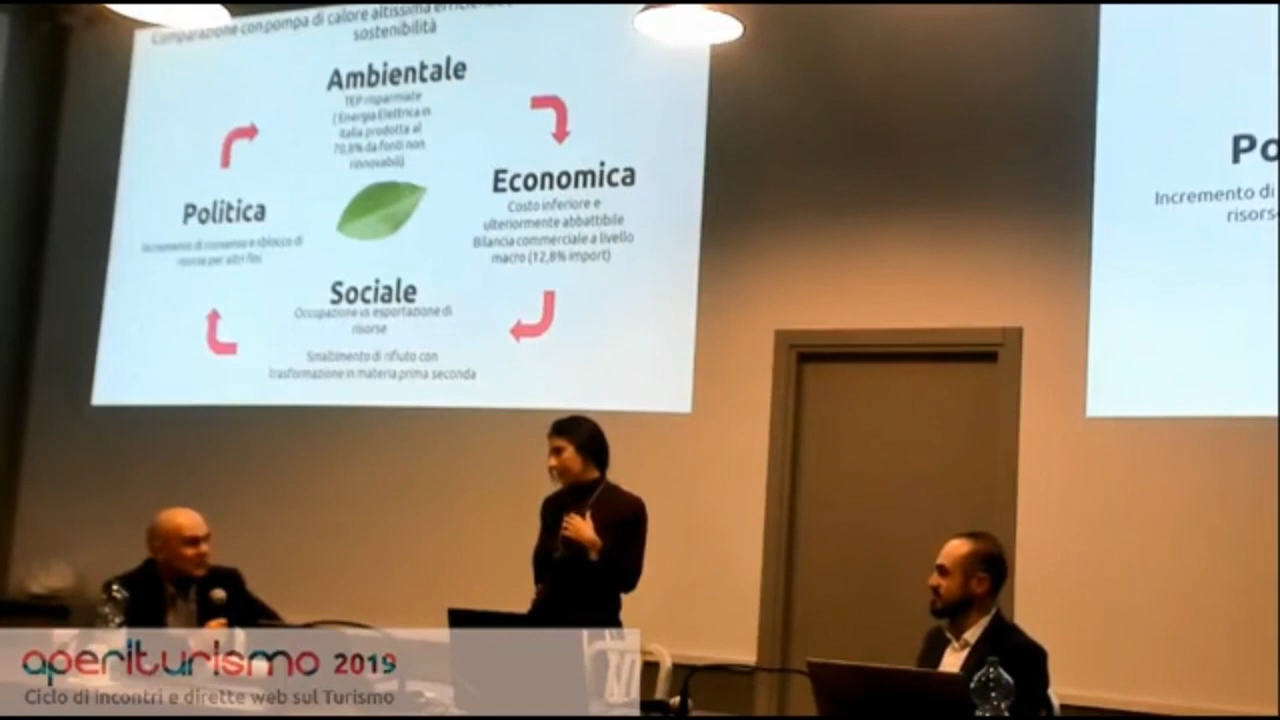 Comparazione con pompa di calore altissima
sostenibilità
Ambientale
TEP risparmiate
( Energia Elettrica in
Italia prodotta al
70,8% da fonti non
rinnovabili)
Economica
Costo inferiore e
ulteriormente abbattibile
Bilancia commerciale a livello
macro (12,8% import)
Politica
Incremento di consenso e sblocco di
risorse per altri fini
Sociale
Occupazione vs esportazione di
risorse
Smaltimento di rifiuto con
trasformazione in materia prima seconda
Po
Incremento di
risors
aperiturismo 2019
Ciclo di incontri e dirette web sul Turismo